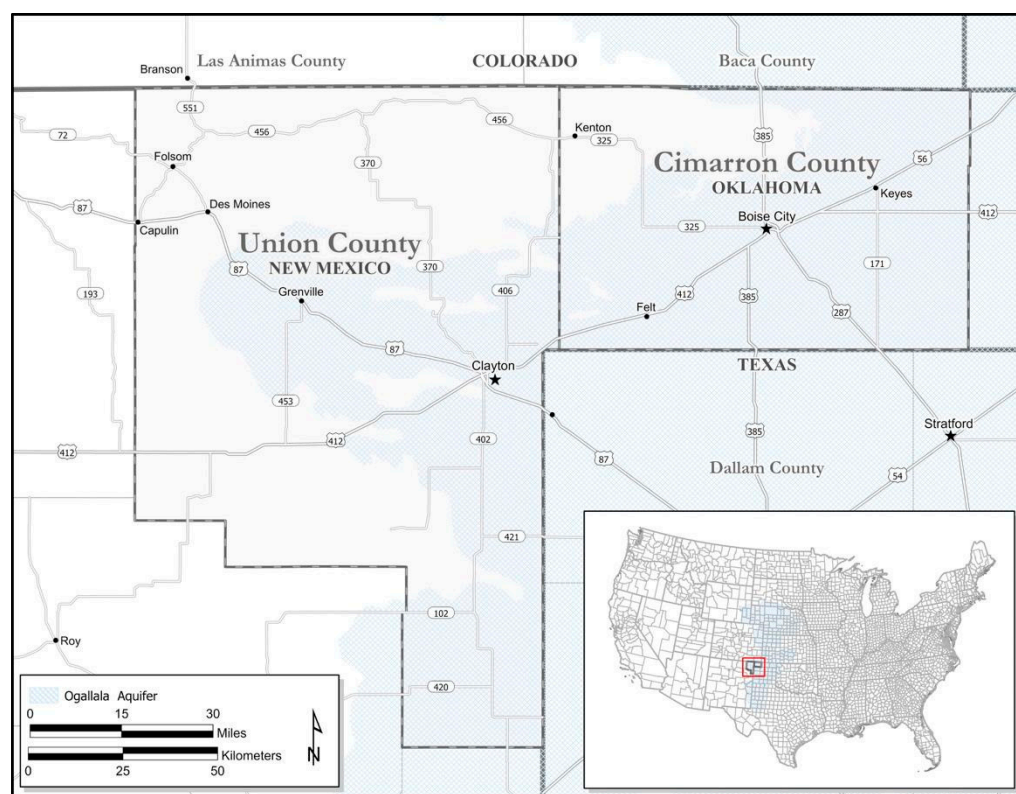 Las Animas County
COLORADO
Baca County
Branson
551
72
456
456
Kenton
385
325
370
Folsom
Cimarron County
OKLAHOMA
56
Keyes
87
Des Moines
Capulin
Boise City
325
412
Union County
NEW MEXICO
87
370
171
193
Grenville
406
412
385
Felt
287
87
TEXAS
Clayton
453
412
402
385
Stratford
412
87
Dallam County
54
421
102
Roy
420
Ogallala Aquifer
0 15 30
Miles
Kilometers
0 25 50
N